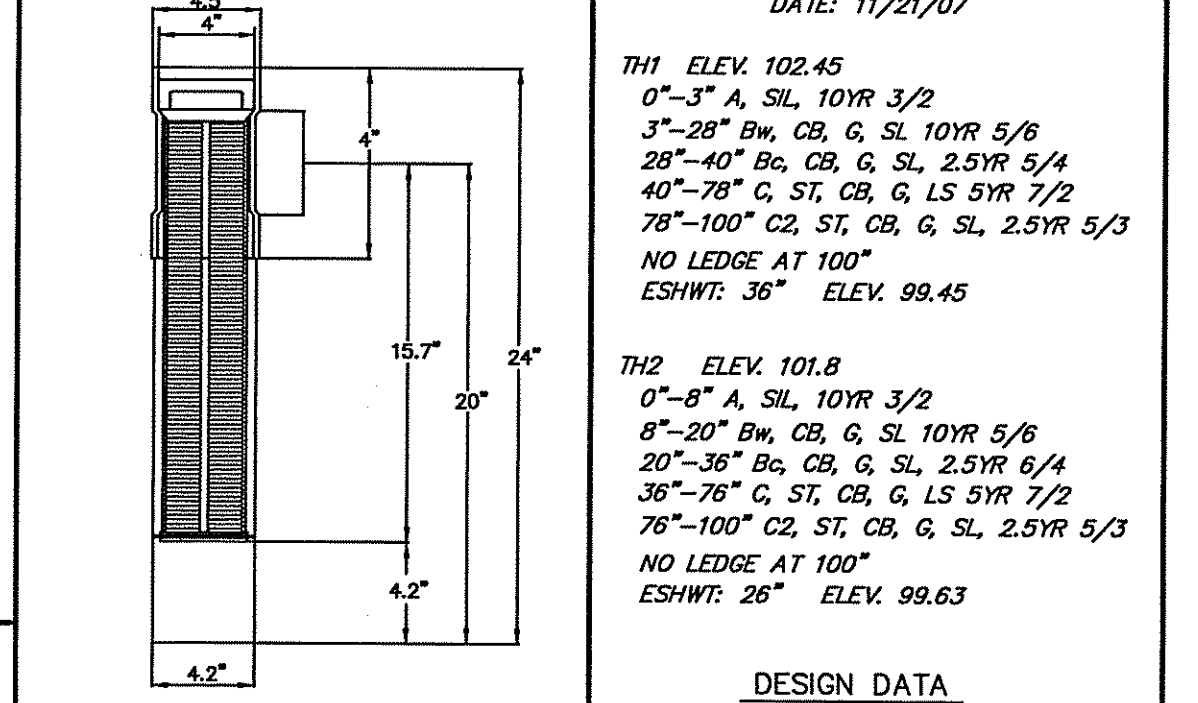 4.5"
4"
4"
15.7"
24"
20"
4.2"
4.2"
DATE: 11/21/07
TH1 ELEV. 102.45
0"-3" A, SIL, 10YR 3/2
3"-28" Bw, CB, G, SL 10YR 5/6
28"-40" Bc, CB, G, SL, 2.5YR 5/4
40"-78" C, ST, CB, G, LS 5YR 7/2
78"-100" C2, ST, CB, G, SL, 2.5YR 5/3
NO LEDGE AT 100"
ESHWT: 36" ELEV. 99.45
TH2 ELEV. 101.8
0"-8" A, SIL, 10YR 3/2
8"-20" Bw, CB, G, SL 10YR 5/6
20"-36" Bc, CB, G, SL, 2.5YR 6/4
36"-76" C, ST, CB, G, LS 5YR 7/2
76"-100" C2, ST, CB, G, SL, 2.5YR 5/3
NO LEDGE AT 100"
ESHWT: 26" ELEV. 99.63
DESIGN DATA